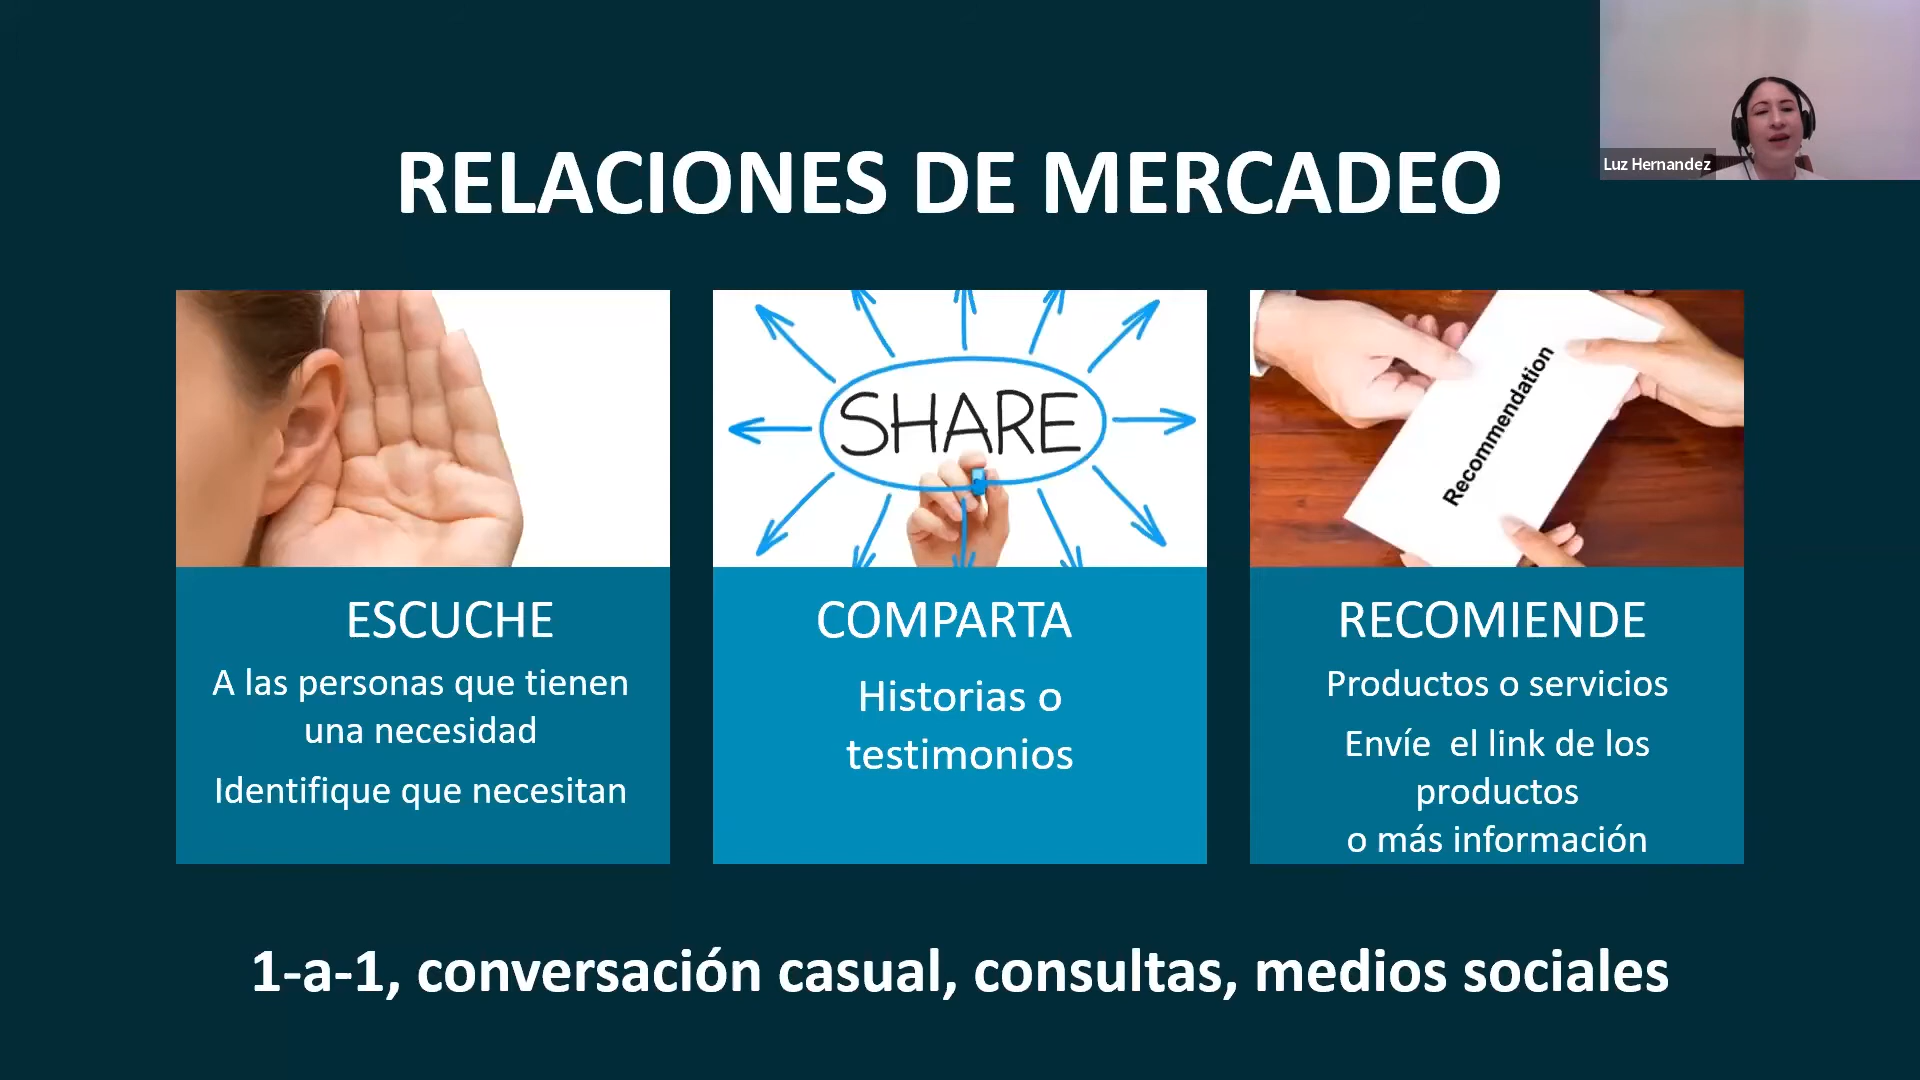 Luz Hernandez
RELACIONES DE MERCADEO
SHARE
Recommendation
ESCUCHE
A las personas que tienen
una necesidad
Identifique que necesitan
COMPARTA
Historias o
testimonios
RECOMIENDE
Productos o servicios
Envíe  el link de los
productos
o más información
1-a-1, conversación casual, consultas, medios sociales